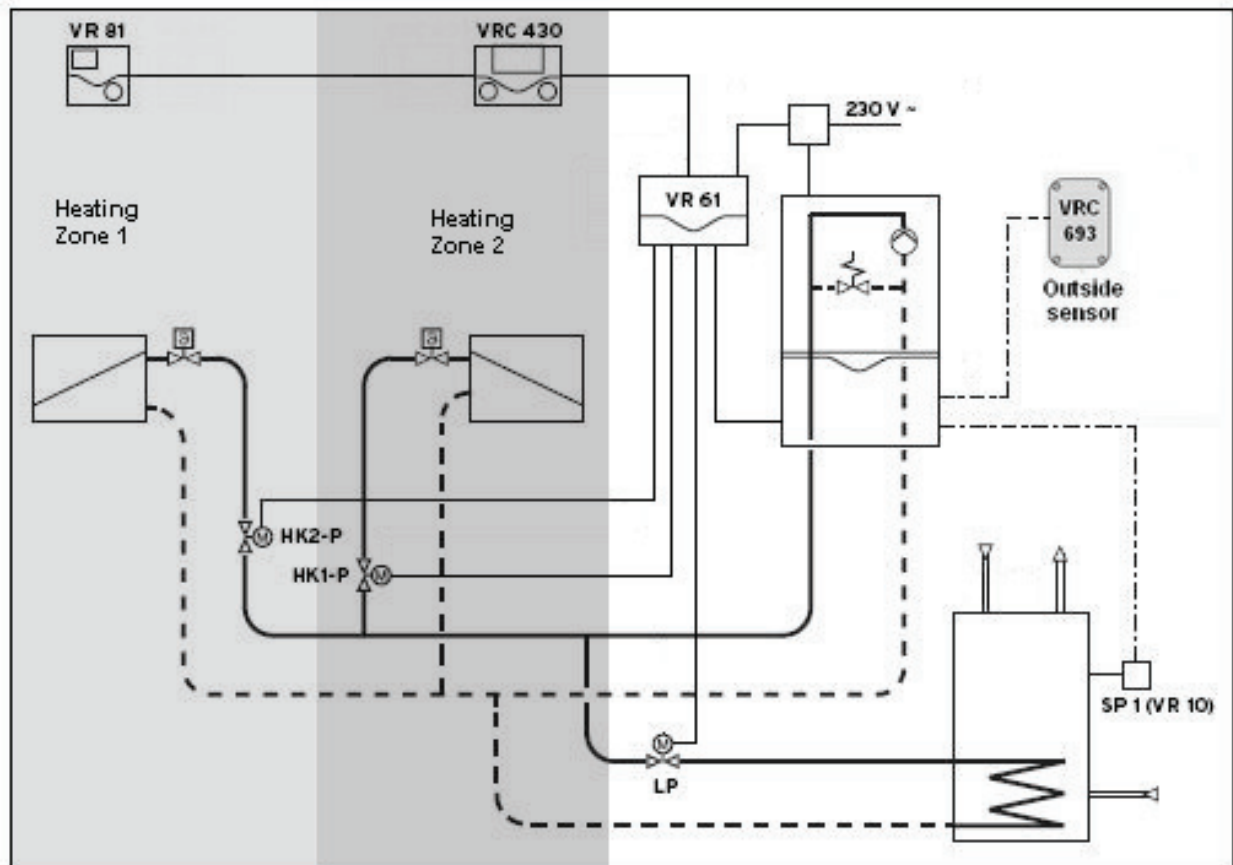 VR 81
VRC 430
230 V ~
VR 61
VRC
693
Outside
sensor
Heating
Zone 1
Heating
Zone 2
HK2-P
M
HK1-P
M
M
LP
SP 1 (VR 10)